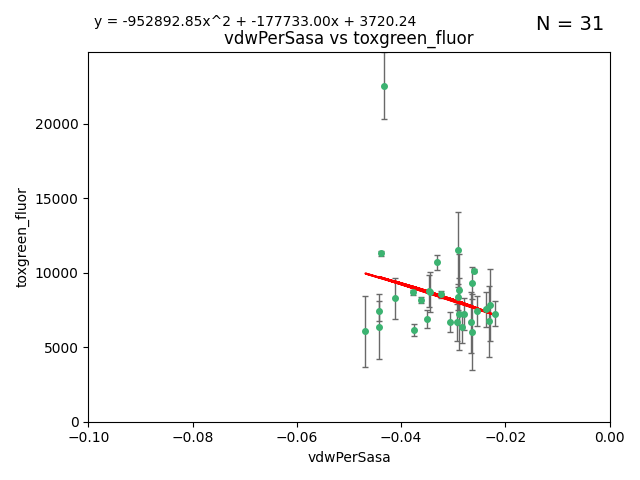 y = -952892.85x^2 + -177733.00x + 3720.24
N = 31
vdwPerSasa vs toxgreen_fluor
toxgreen_fluor
20000
15000
10000
5000
0
−0.10
−0.08
−0.06
−0.04
−0.02
0.00
vdwPerSasa